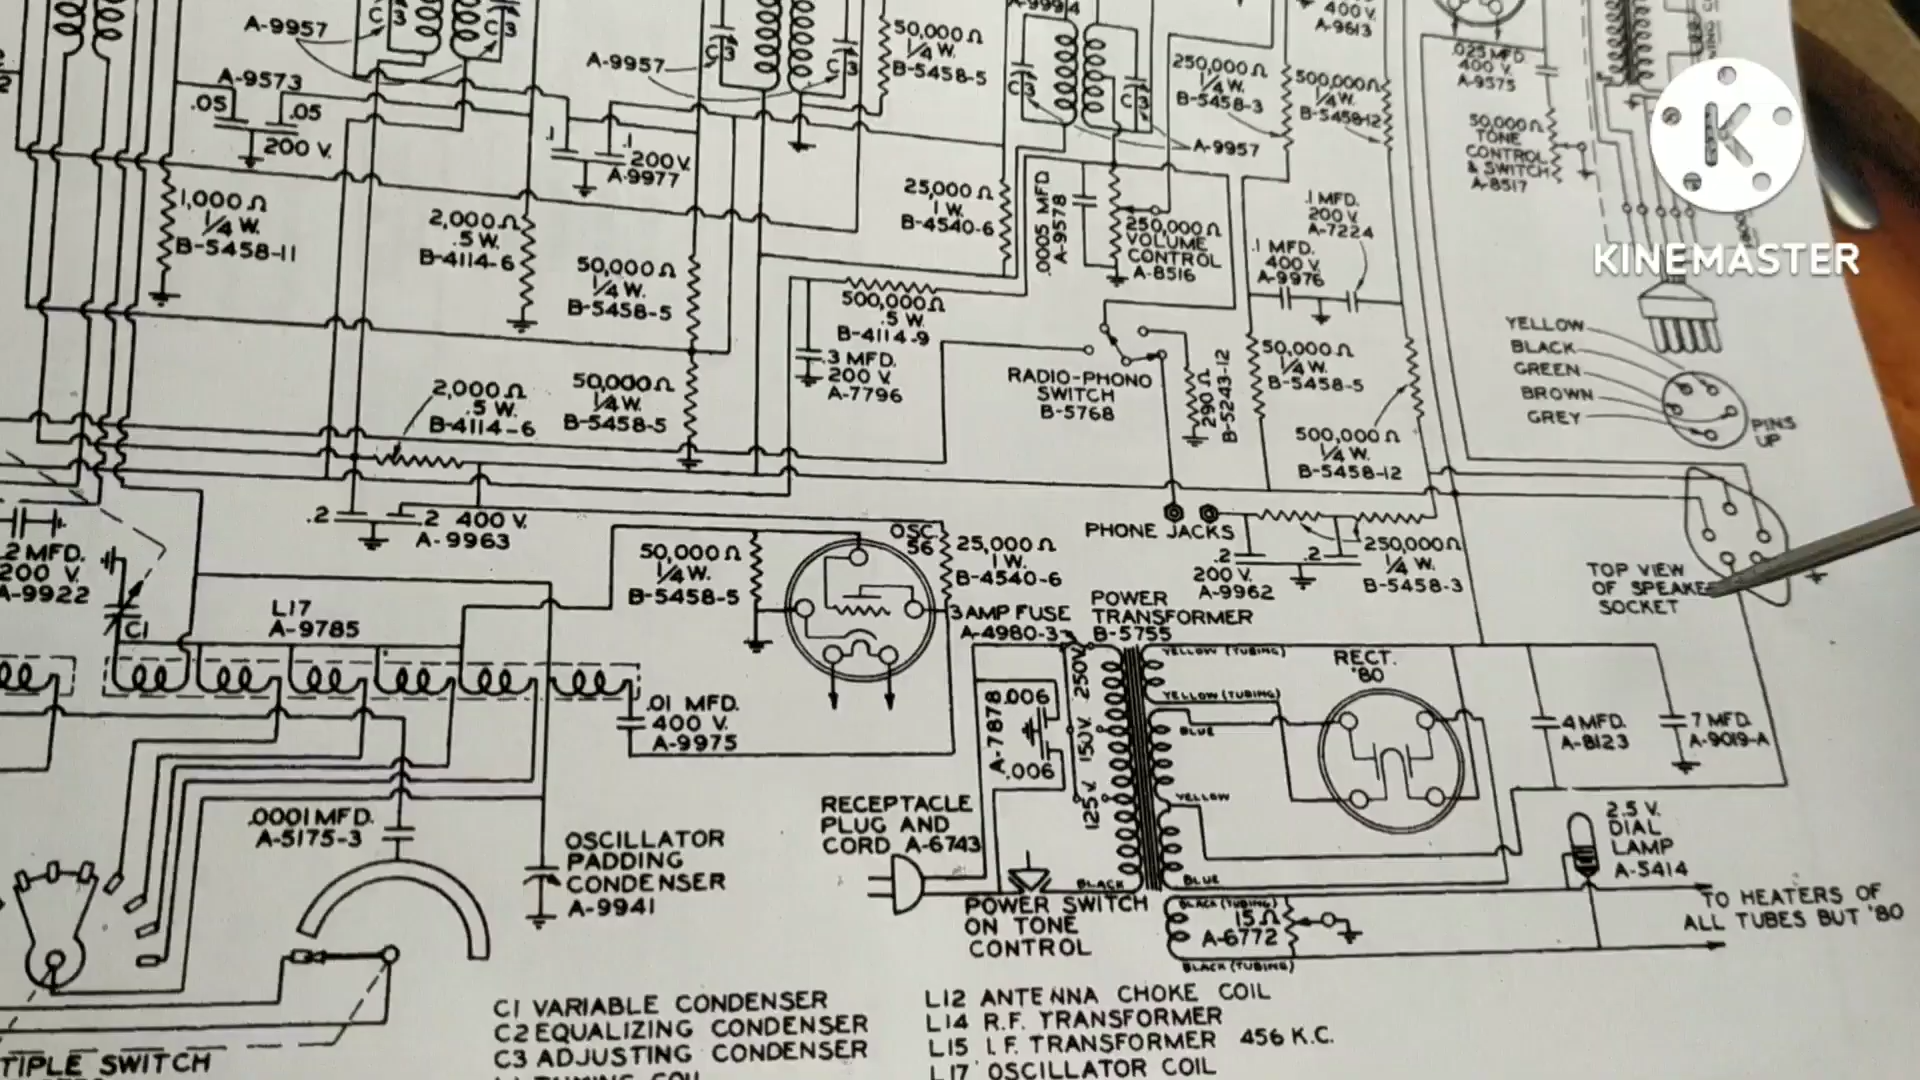 A-9957
C3
C3
A-9573
.05
.05
200 V.
1,000 Ω
1/4 W.
B-5458-11
2,000 Ω
.5 W.
B-4114-6
.1
.1
200 V.
A-9977
A-9957
C3
C3
50,000 Ω
1/4 W.
B-5458-5
50,000 Ω
1/4 W.
B-5458-5
25,000 Ω
1 W.
B-4540-6
A-9994
C3
C3
A-9957
.0005 MFD.
A-9578
250,000 Ω
VOLUME
CONTROL
A-8516
250,000 Ω
1/4 W.
B-5458-3
400 V.
A-9613
500,000 Ω
1/4 W.
B-5458-12
.025 MFD.
400 V.
A-9575
50,000 Ω
TONE
CONTROL
& SWITCH
A-8517
K
KINEMASTER
.1 MFD.
200 V.
A-7224
.1 MFD.
400 V.
A-9976
500,000 Ω
.5 W.
B-4114-9
.3 MFD.
200 V.
A-7796
RADIO-PHONO
SWITCH
B-5768
290 Ω
B-5243-12
50,000 Ω
1/4 W.
B-5458-5
500,000 Ω
1/4 W.
B-5458-12
YELLOW
BLACK
GREEN
BROWN
GREY
PINS
UP
2,000 Ω
.5 W.
B-4114-6
50,000 Ω
1/4 W.
B-5458-5
.2
.2 400 V.
A-9963
PHONE JACKS
.2
.2
200 V.
A-9962
250,000 Ω
1/4 W.
B-5458-3
TOP VIEW
OF SPEAKE
SOCKET
.2 MFD.
200 V.
A-9922
C1
L17
A-9785
50,000 Ω
1/4 W.
B-5458-5
OSC.
56
25,000 Ω
1 W.
B-4540-6
3 AMP FUSE
A-4980-3
POWER
TRANSFORMER
B-5755
250V
150V
125V
A-7878
.006
.006
YELLOW (TUBING)
YELLOW (TUBING)
BLUE
YELLOW
BLUE
BLACK
RECT.
'80
4 MFD.
A-8123
7 MFD.
A-9019-A
.01 MFD.
400 V.
A-9975
2.5 V.
DIAL
LAMP
A-5414
.0001 MFD.
A-5175-3
OSCILLATOR
PADDING
CONDENSER
A-9941
RECEPTACLE
PLUG AND
CORD A-6743
POWER SWITCH
ON TONE
CONTROL
BLACK (TUBING)
15 Ω
A-6772
BLACK (TUBING)
TO HEATERS OF
ALL TUBES BUT '80
C1 VARIABLE CONDENSER
C2 EQUALIZING CONDENSER
C3 ADJUSTING CONDENSER
L12 ANTENNA CHOKE COIL
L14 R.F. TRANSFORMER
L15 I.F. TRANSFORMER 456 K.C.
L17 OSCILLATOR COIL
TIPLE SWITCH